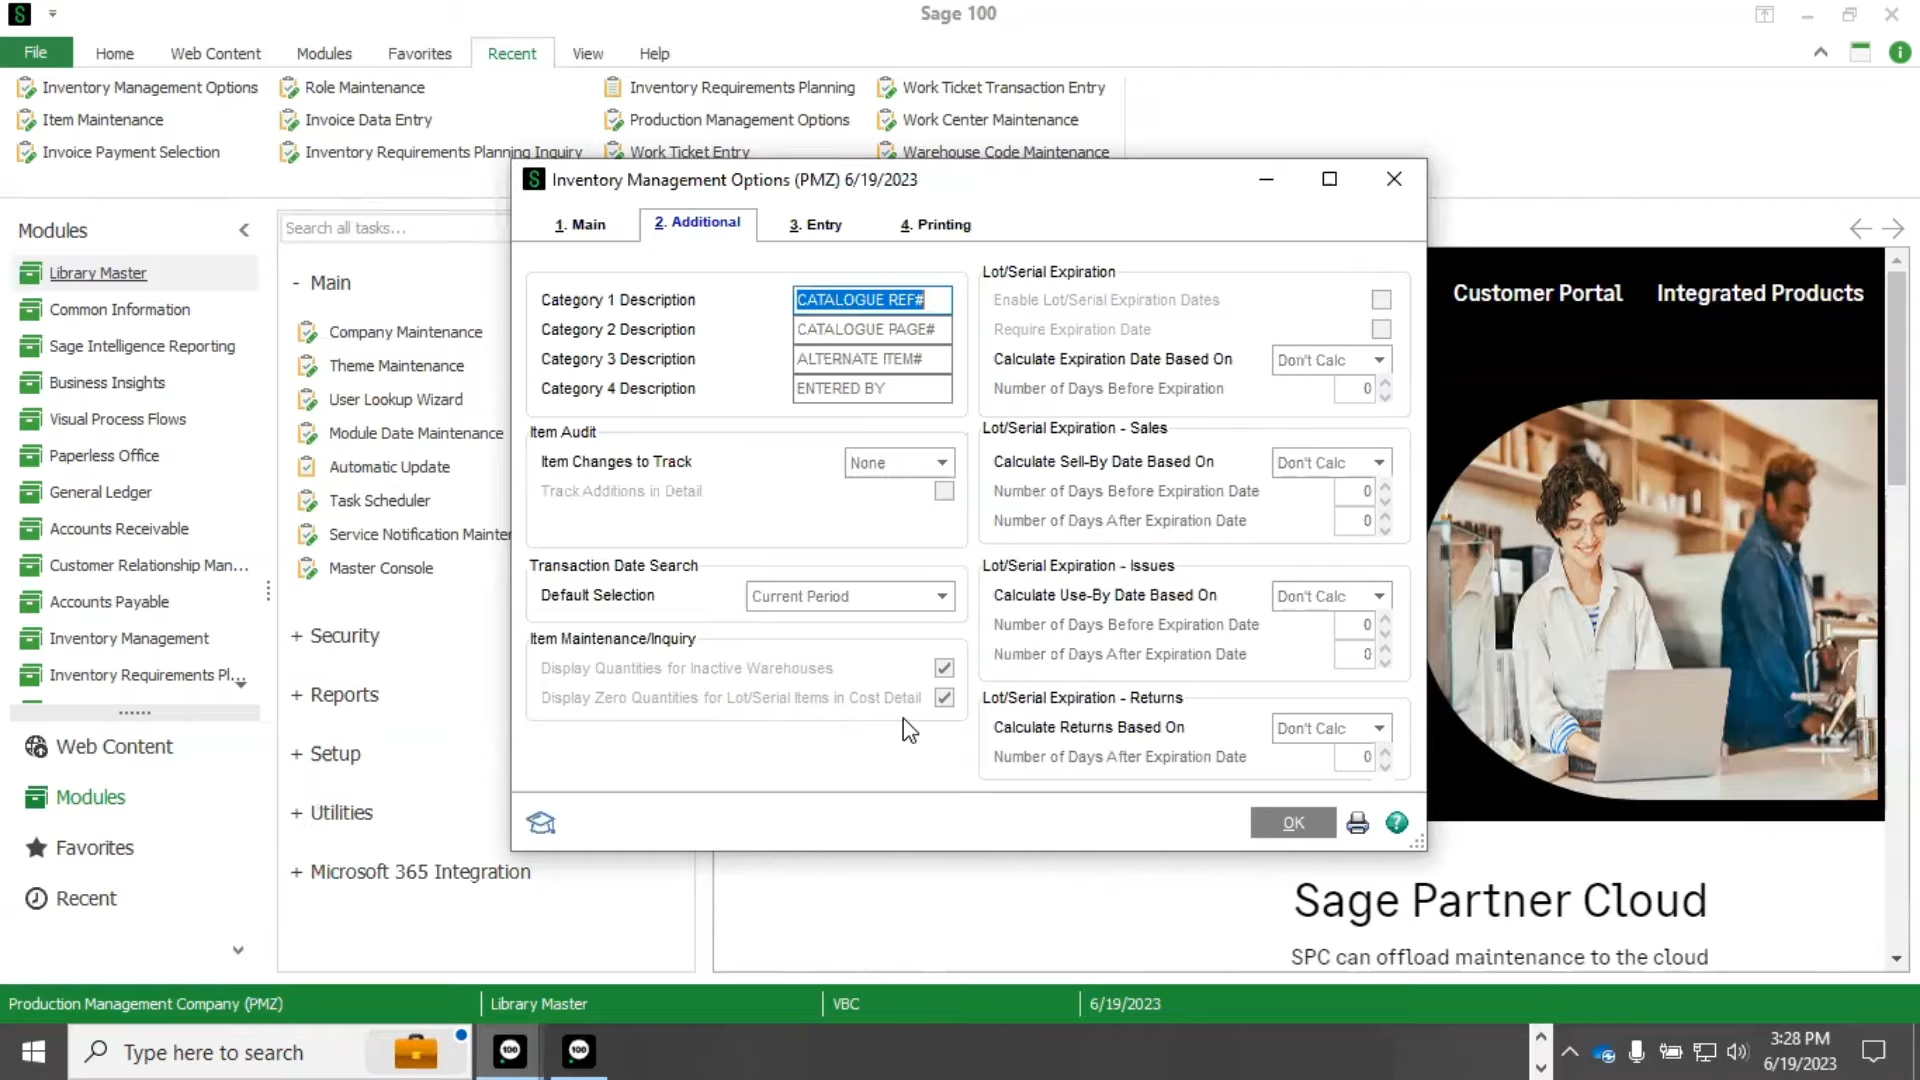 Sage 100
File
Home
Web Content
Modules
Favorites
Recent
View
Help
Inventory Management Options
Role Maintenance
Inventory Requirements Planning
Work Ticket Transaction Entry
Item Maintenance
Invoice Data Entry
Production Management Options
Work Center Maintenance
Invoice Payment Selection
Inventory Requirements Planning Inquiry
Work Ticket Entry
Warehouse Code Maintenance
Modules
Library Master
Common Information
Sage Intelligence Reporting
Business Insights
Visual Process Flows
Paperless Office
General Ledger
Accounts Receivable
Customer Relationship Man...
Accounts Payable
Inventory Management
Inventory Requirements Pl...
Web Content
Modules
Favorites
Recent
Search all tasks...
- Main
Company Maintenance
Theme Maintenance
User Lookup Wizard
Module Date Maintenance
Automatic Update
Task Scheduler
Service Notification Mainter
Master Console
+ Security
+ Reports
+ Setup
+ Utilities
+ Microsoft 365 Integration
S Inventory Management Options (PMZ) 6/19/2023
1. Main
2. Additional
3. Entry
4. Printing
Category 1 Description
CATALOGUE REF#
Category 2 Description
CATALOGUE PAGE#
Category 3 Description
ALTERNATE ITEM#
Category 4 Description
ENTERED BY
Item Audit
Item Changes to Track
None
Track Additions in Detail
Transaction Date Search
Default Selection
Current Period
Item Maintenance/Inquiry
Display Quantities for Inactive Warehouses
Display Zero Quantities for Lot/Serial Items in Cost Detail
Lot/Serial Expiration
Enable Lot/Serial Expiration Dates
Require Expiration Date
Calculate Expiration Date Based On
Don't Calc
Number of Days Before Expiration
0
Lot/Serial Expiration - Sales
Calculate Sell-By Date Based On
Don't Calc
Number of Days Before Expiration Date
0
Number of Days After Expiration Date
0
Lot/Serial Expiration - Issues
Calculate Use-By Date Based On
Don't Calc
Number of Days Before Expiration Date
0
Number of Days After Expiration Date
0
Lot/Serial Expiration - Returns
Calculate Returns Based On
Don't Calc
Number of Days After Expiration Date
0
OK
Customer Portal
Integrated Products
Sage Partner Cloud
SPC can offload maintenance to the cloud
Production Management Company (PMZ)
Library Master
VBC
6/19/2023
Type here to search
100
100
3:28 PM
6/19/2023